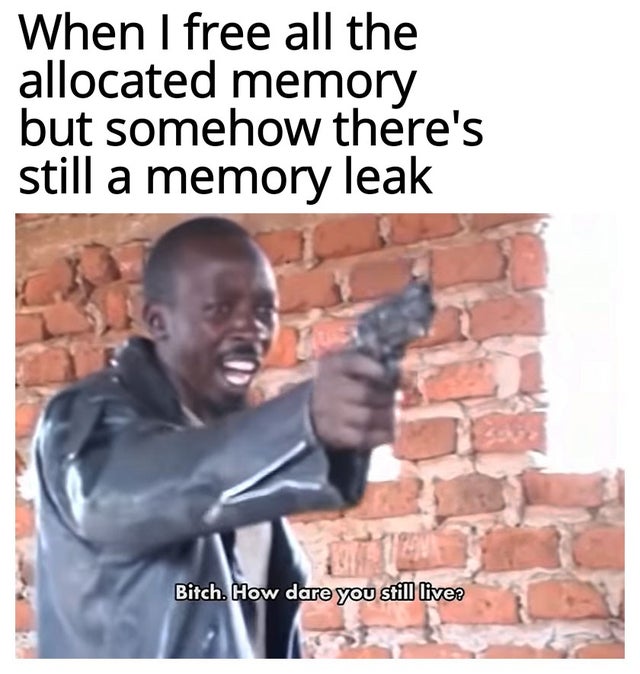 When I free all the
allocated memory
but somehow there's
still a memory leak
Bitch. How dare you still live?